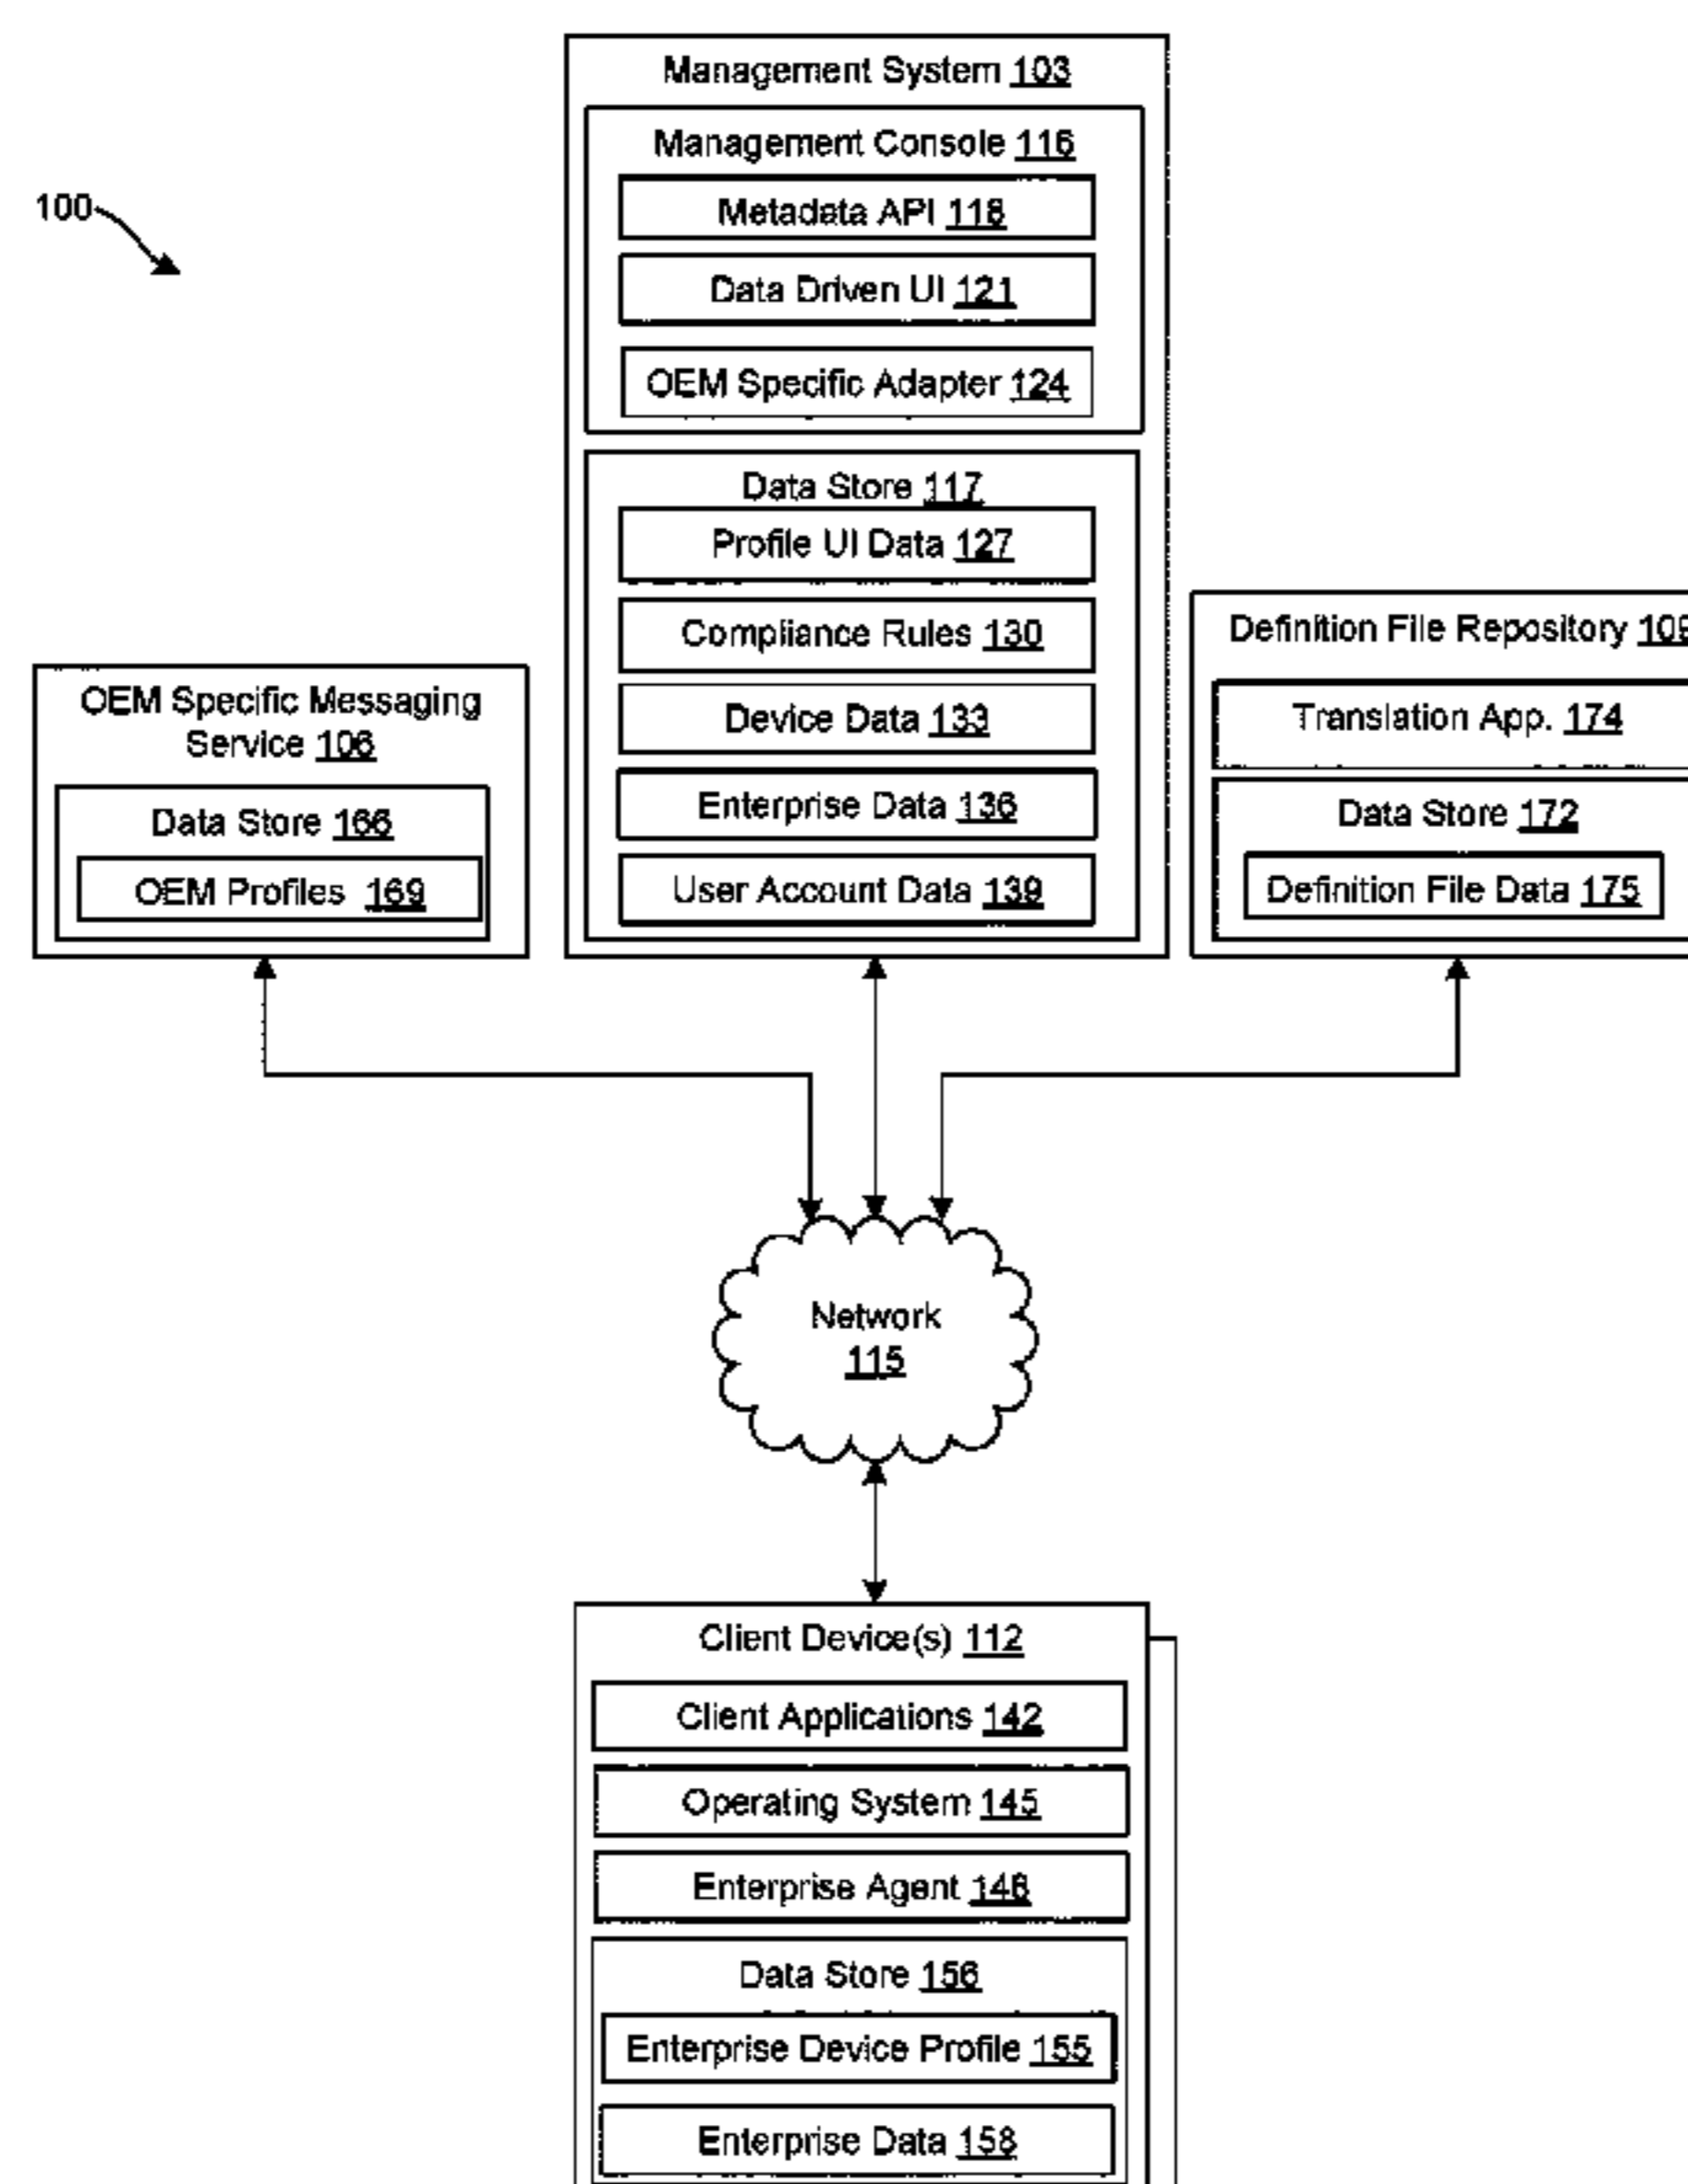 100
Management System 103
Management Console 116
Metadata API 118
Data Driven UI 121
OEM Specific Adapter 124
Data Store 117
Profile UI Data 127
Compliance Rules 130
Device Data 133
Enterprise Data 136
User Account Data 139
OEM Specific Messaging
Service 106
Data Store 166
OEM Profiles 169
Definition File Repository 109
Translation App. 174
Data Store 172
Definition File Data 175
Network
115
Client Device(s) 112
Client Applications 142
Operating System 145
Enterprise Agent 148
Data Store 156
Enterprise Device Profile 155
Enterprise Data 158